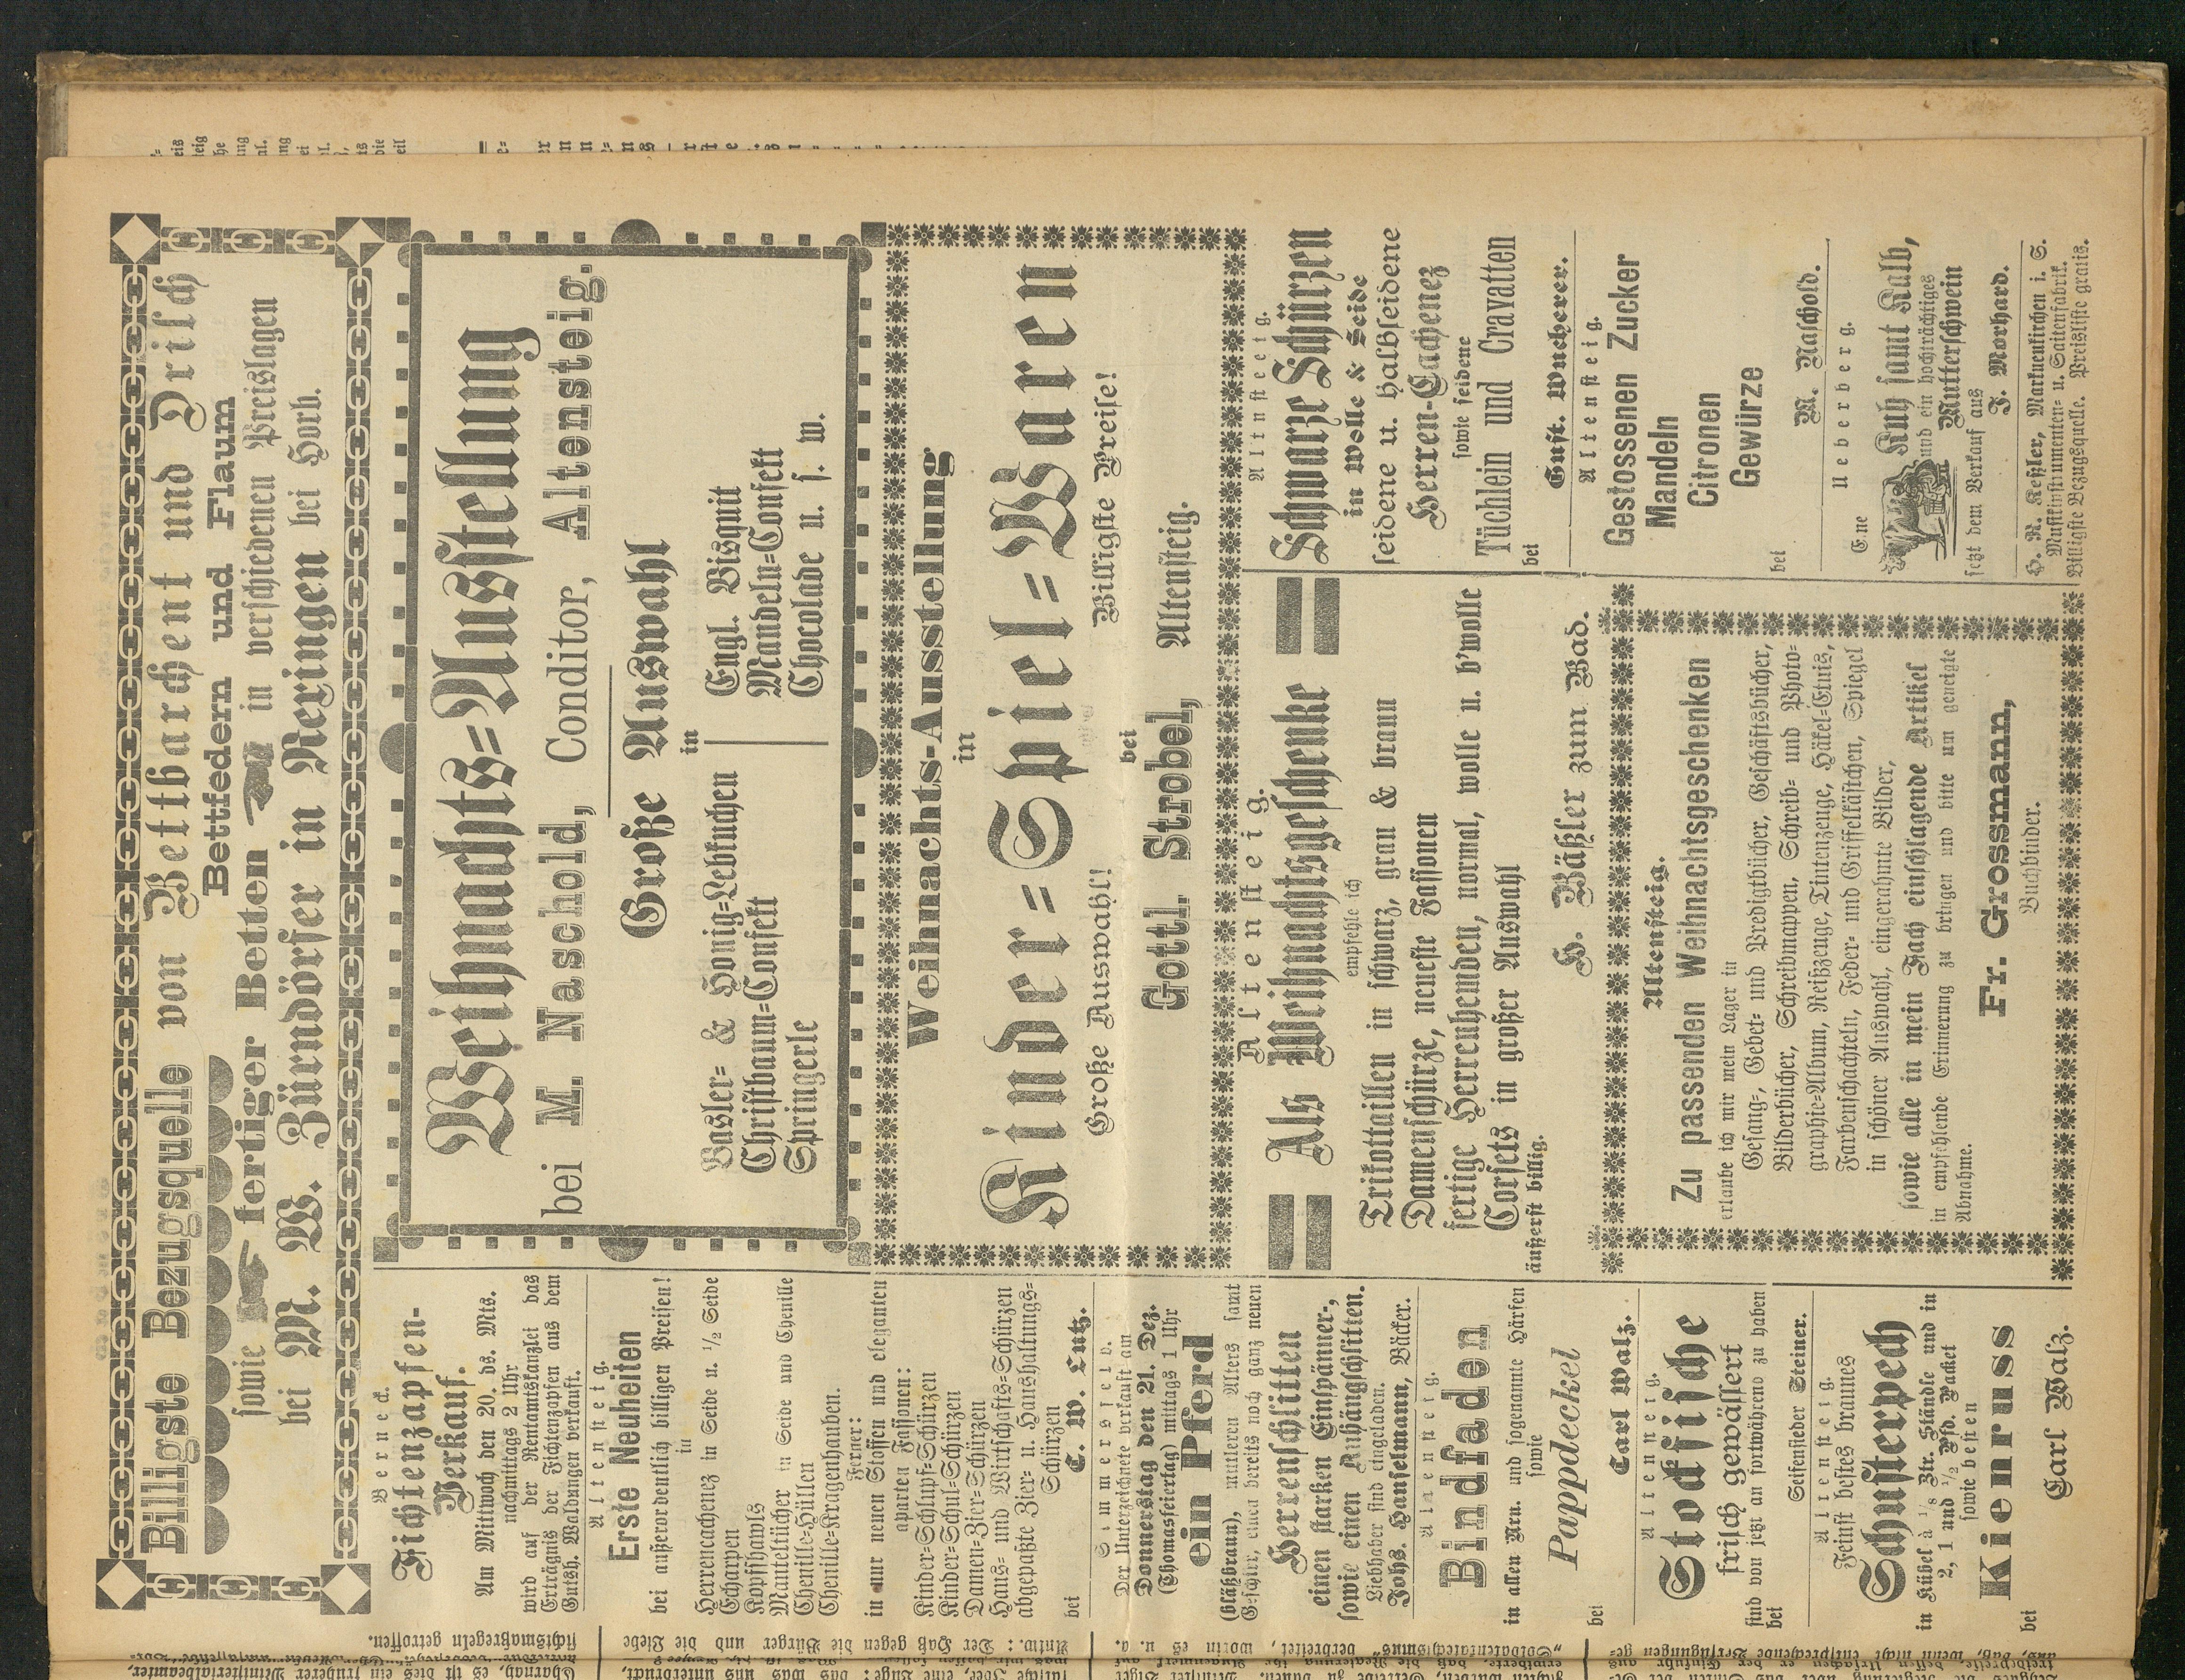 Billigste Bezugsquelle von Bettbarchent und Drilch
Bettfedern und Flaum
sowie fertiger Betten in verschiedenen Preislagen
bei M. W. Bürndörfer in Rexingen bei Horb.
Berneck.
Fichtenzapfen-
Verkauf.
Am Mittwoch den 20. ds. Mts.
nachmittags 2 Uhr
wird auf der Rentamtskanzlei das
Erträgnis der Fichtenzapfen aus dem
Gutsh. Waldungen verkauft.
Altensteig.
Erste Neuheiten
bei außerordentlich billigen Preisen!
in
Herrencachenez in Seide u. ½ Seide
Echarpen
Kopfshawls
Mäntteltücher in Seide und Chenille
Chenille-Hüllen
Chenille-Kragenhauben.
Ferner:
in nur neuen Stoffen und eleganten
aparten Fassonen:
Kinder-Schlupf-Schürzen
Kinder-Schul-Schürzen
Damen-Zier-Schürzen
Haus- und Wirtschafts-Schürzen
abgepaßte Zier- u. Haushaltungs-
Schürzen
bei C. W. Lutz.
Simmersfeld.
Der Unterzeichnete verkauft am
Donnerstag den 21. Dez.
(Thomasfeiertag) mittags 1 Uhr
ein Pferd
(bläßbraun), mittleren Alters samt
Geschirr, einen bereits noch ganz neuen
Herrenschlitten
einen starken Einspänner-,
sowie einen Anhängschlitten.
Liebhaber sind eingeladen.
Johs. Hanselmann, Bäcker.
Altensteig.
Bindfaden
in allen Nrn. und sogenannte Härfen
sowie
Pappdeckel
bei Carl Walz.
Altensteig.
Stockfische
frisch gewässert
sind von jetzt an fortwährend zu haben
bei Seifensieder Steiner.
Altensteig.
Feinst bestes braunes
Schusterpech
in Kübel à ⅛ Ztr. Ständle und in
2, 1 und ½ Pfd. Paket
sowie besten
Kienruss
bei Carl Walz.
Weihnachts-Ausstellung
bei M. Naschold, Conditor, Altensteig.
Große Auswahl
in
Basler- & Honig-Lebkuchen
Christbaum-Confekt
Springerle
Engl. Bisquit
Mandeln-Confekt
Chocolade u. s. w.
Weihnachts-Ausstellung
in
Kinder-Spiel-Waren
Große Auswahl! Billigste Preise!
bei
Gottl. Strobel, Altensteig.
Altensteig.
Als Weihnachtsgeschenke
empfehle ich
Trikottaillen in schwarz, grau & braun
Damenschürze, neueste Fassonen
fertige Herrenhemden, normal, wolle u. b'wolle
Corsets in großer Auswahl
äußerst billig.
H. Bäßler zum Bad.
Altensteig.
Zu passenden Weihnachtsgeschenken
erlaube ich mir mein Lager in
Gesang-, Gebet- und Predigtbücher, Geschäftsbücher,
Bilderbücher, Schreibmappen, Schreib- und Photo-
graphie-Album, Reißzeuge, Tintenzeuge, Häkel-Etuis,
Farbenschachteln, Feder- und Griffelkästchen, Spiegel
in schöner Auswahl, eingerahmte Bilder,
sowie alle in mein Fach einschlagende Artikel
in empfehlende Erinnerung zu bringen und bitte um geneigte
Abnahme.
Fr. Grossmann,
Buchbinder.
Altnsteig.
Schwarze Schürzen
in Wolle & Seide
seidene u. halbseidene
Herren-Cachenez
sowie seidene
Tüchlein und Cravatten
bei Gust. Wucherer.
Altensteig.
Gestossenen Zucker
Mandeln
Citronen
Gewürze
bei M. Naschold.
Ueberberg.
Eine
Kuh samt Kalb,
und ein hochträchtiges
Mutterschwein
setzt dem Verkauf aus
J. Morhard.
H. R. Keßler, Markneukirchen i. S.
Musikinstrumenten- u. Saitenfabrik.
Billigste Bezugsquelle. Preisliste gratis.